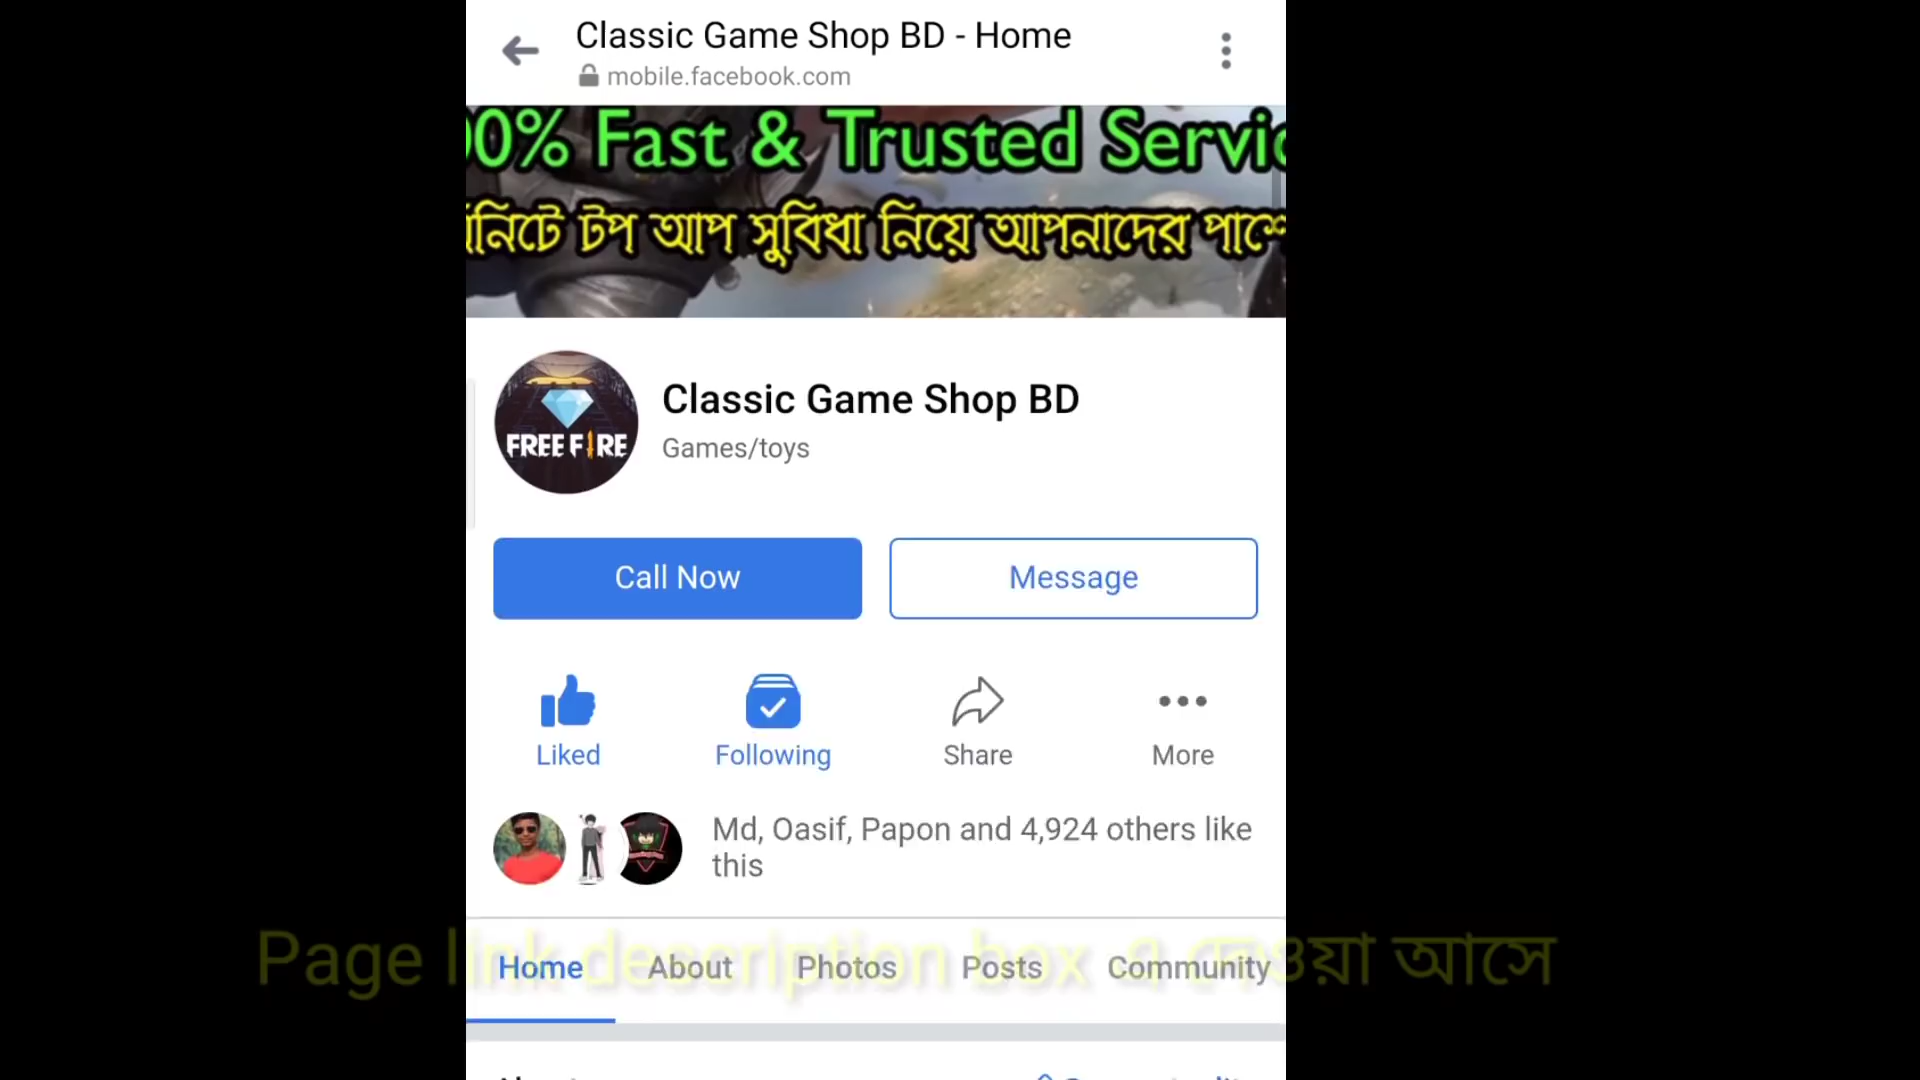 Classic Game Shop BD - Home
mobile.facebook.com
00% Fast & Trusted Servic
মিনিটে টপ আপ সুবিধা নিয়ে আপনাদের পাশে
FREE FIRE
Classic Game Shop BD
Games/toys
Call Now
Message
Liked
Following
Share
More
Md, Oasif, Papon and 4,924 others like
this
Page link description box এ দেওয়া আসে
Home
About
Photos
Posts
Community